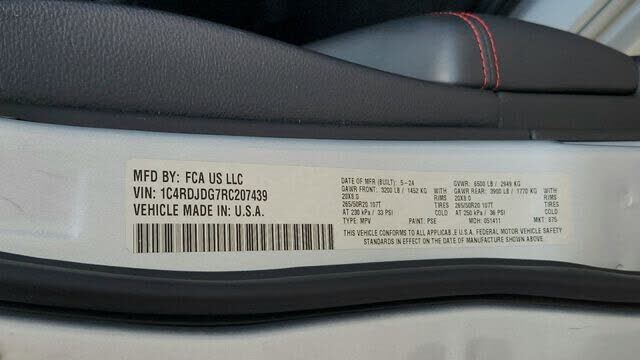 MFD BY: FCA US LLC
VIN: 1C4RDJDG7RC207439
VEHICLE MADE IN: U.S.A.
DATE OF MFR (BUILT): 5-24 GVWR: 6500 LB / 2949 KG
GAWR FRONT: 3200 LB / 1452 KG WITH GAWR REAR: 3900 LB / 1770 KG WITH
20X8.0 RIMS 20X8.0 RIMS
265/50R20 107T TIRES 265/50R20 107T TIRES
AT 230 kPa / 33 PSI COLD AT 250 kPa / 36 PSI COLD
TYPE: MPV PAINT: PSE MDH: 051411 MKT: B75
THIS VEHICLE CONFORMS TO ALL APPLICABLE U.S.A. FEDERAL MOTOR VEHICLE SAFETY
STANDARDS IN EFFECT ON THE DATE OF MANUFACTURE SHOWN ABOVE